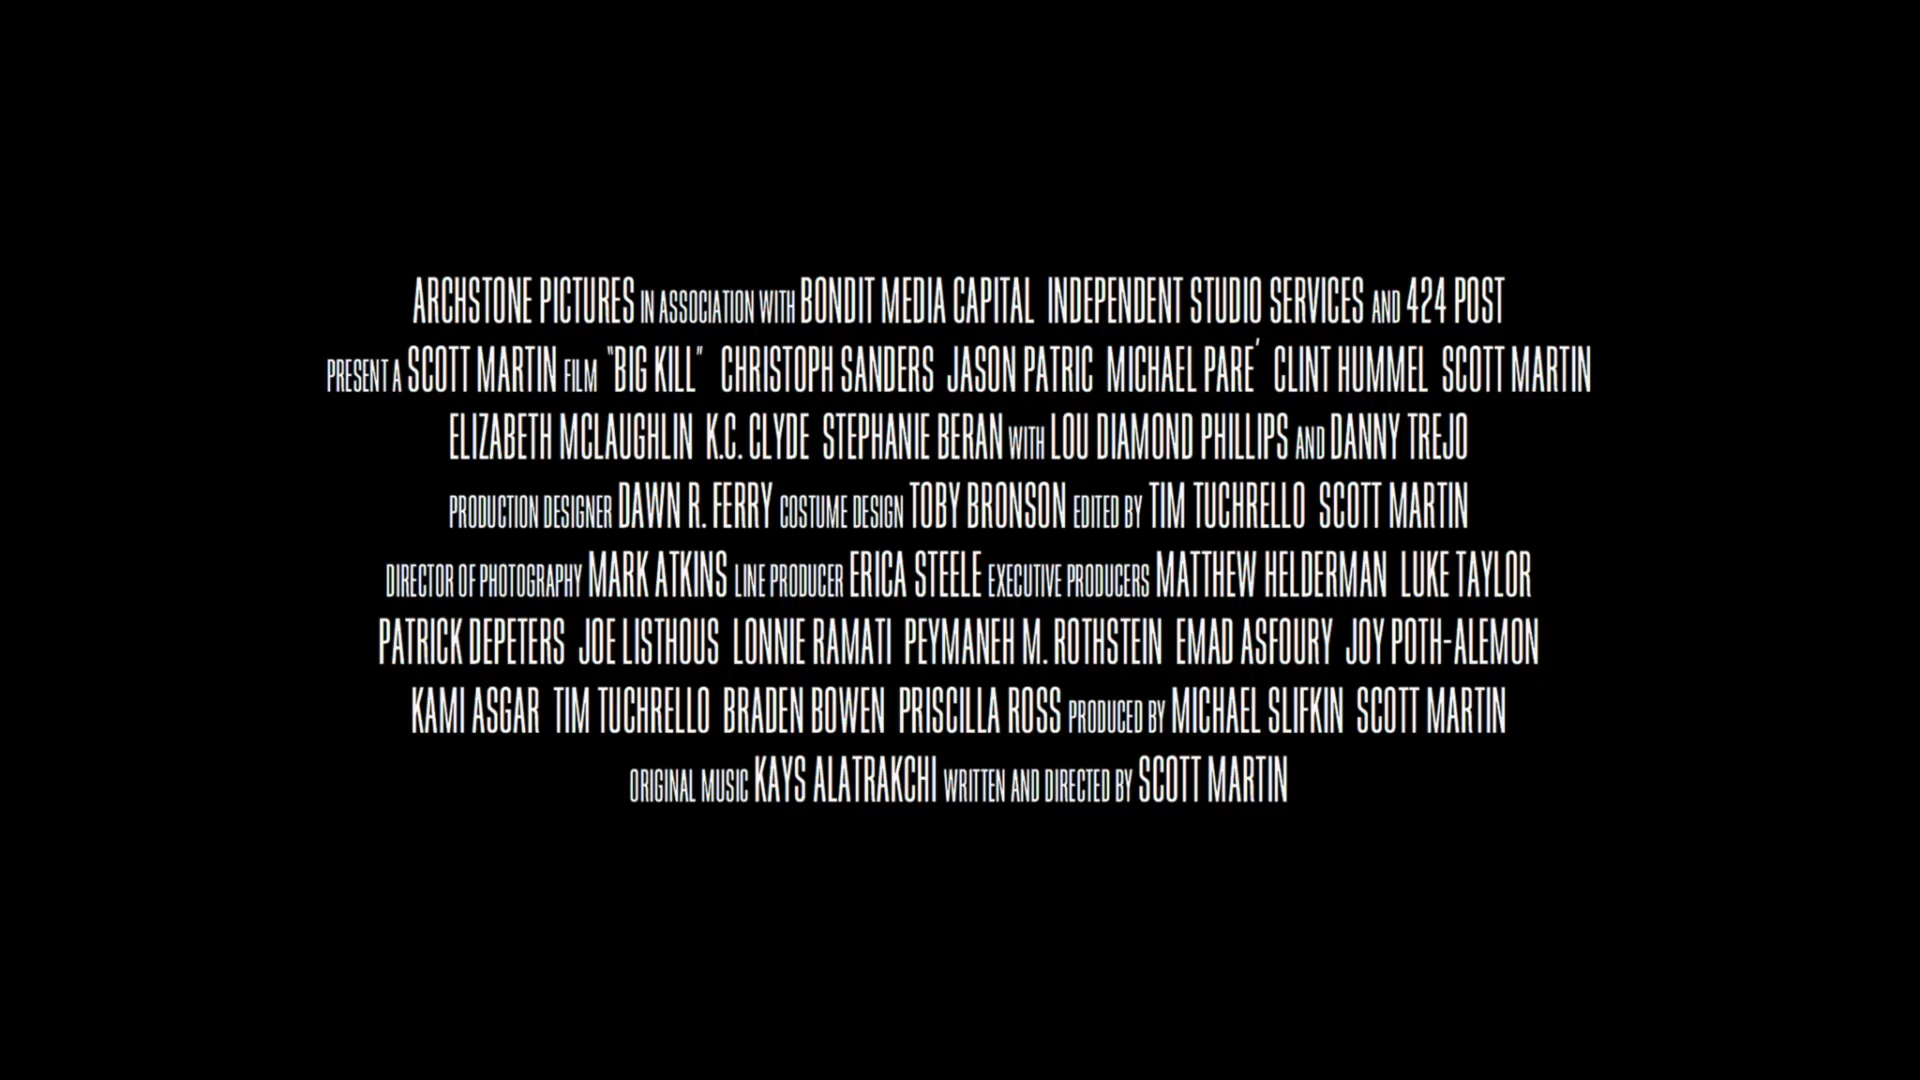 ARCHSTONE PICTURES IN ASSOCIATION WITH BONDIT MEDIA CAPITAL INDEPENDENT STUDIO SERVICES AND 424 POST
PRESENT A SCOTT MARTIN FILM "BIG KILL" CHRISTOPH SANDERS JASON PATRIC MICHAEL PARE´ CLINT HUMMEL SCOTT MARTIN
ELIZABETH MCLAUGHLIN K.C. CLYDE STEPHANIE BERAN WITH LOU DIAMOND PHILLIPS AND DANNY TREJO
PRODUCTION DESIGNER DAWN R. FERRY COSTUME DESIGN TOBY BRONSON EDITED BY TIM TUCHRELLO SCOTT MARTIN
DIRECTOR OF PHOTOGRAPHY MARK ATKINS LINE PRODUCER ERICA STEELE EXECUTIVE PRODUCERS MATTHEW HELDERMAN LUKE TAYLOR
PATRICK DEPETERS JOE LISTHOUS LONNIE RAMATI PEYMANEH M. ROTHSTEIN EMAD ASFOURY JOY POTH-ALEMON
KAMI ASGAR TIM TUCHRELLO BRADEN BOWEN PRISCILLA ROSS PRODUCED BY MICHAEL SLIFKIN SCOTT MARTIN
ORIGINAL MUSIC KAYS ALATRAKCHI WRITTEN AND DIRECTED BY SCOTT MARTIN